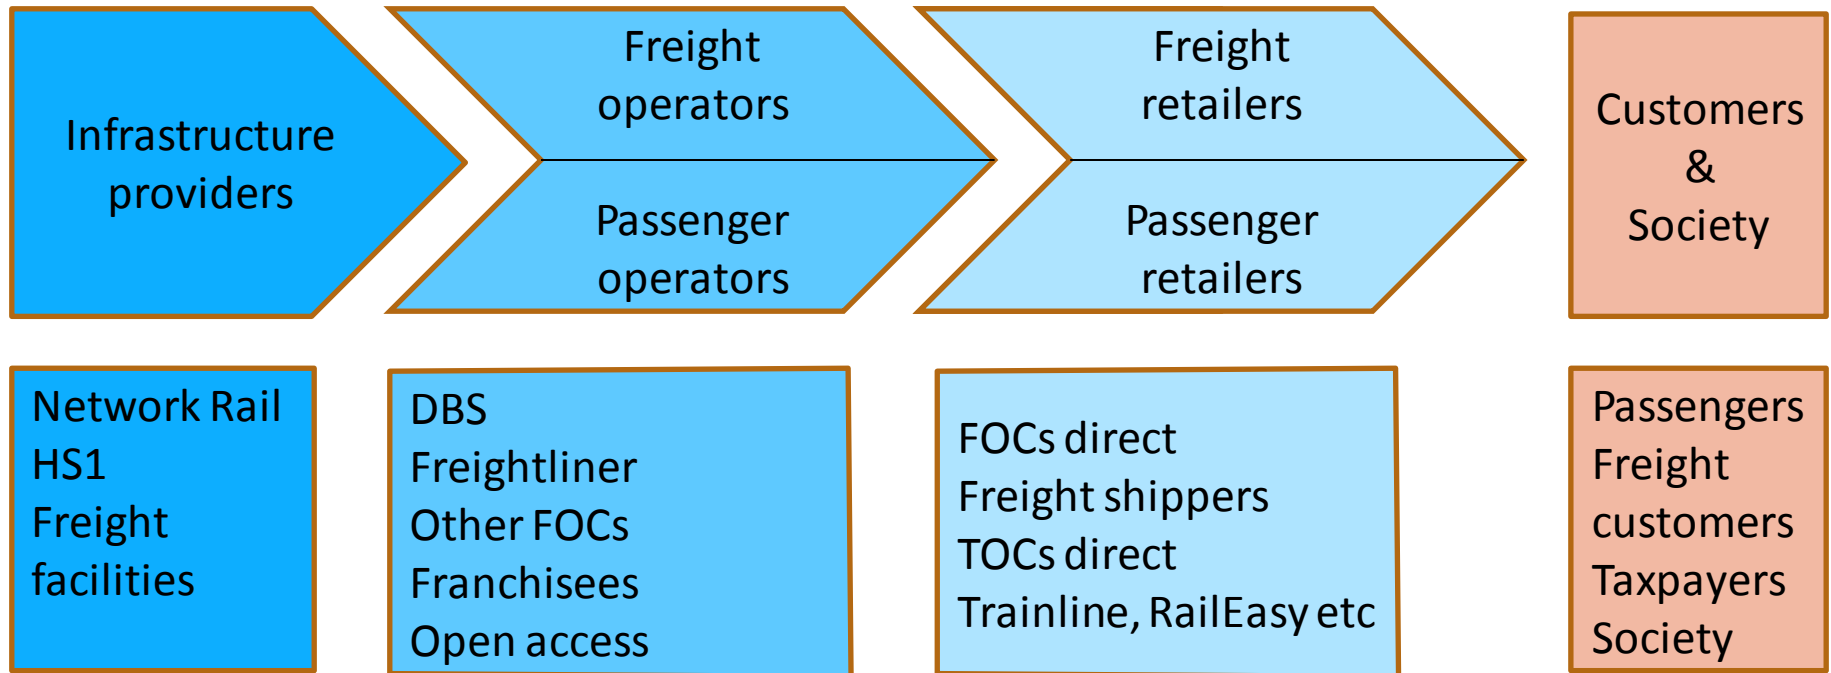 Infrastructure
providers
Freight
operators
Passenger
operators
Freight
retailers
Passenger
retailers
Customers
&
Society
Network Rail
HS1
Freight
facilities
DBS
Freightliner
Other FOCs
Franchisees
Open access
FOCs direct
Freight shippers
TOCs direct
Trainline, RailEasy etc
Passengers
Freight
customers
Taxpayers
Society